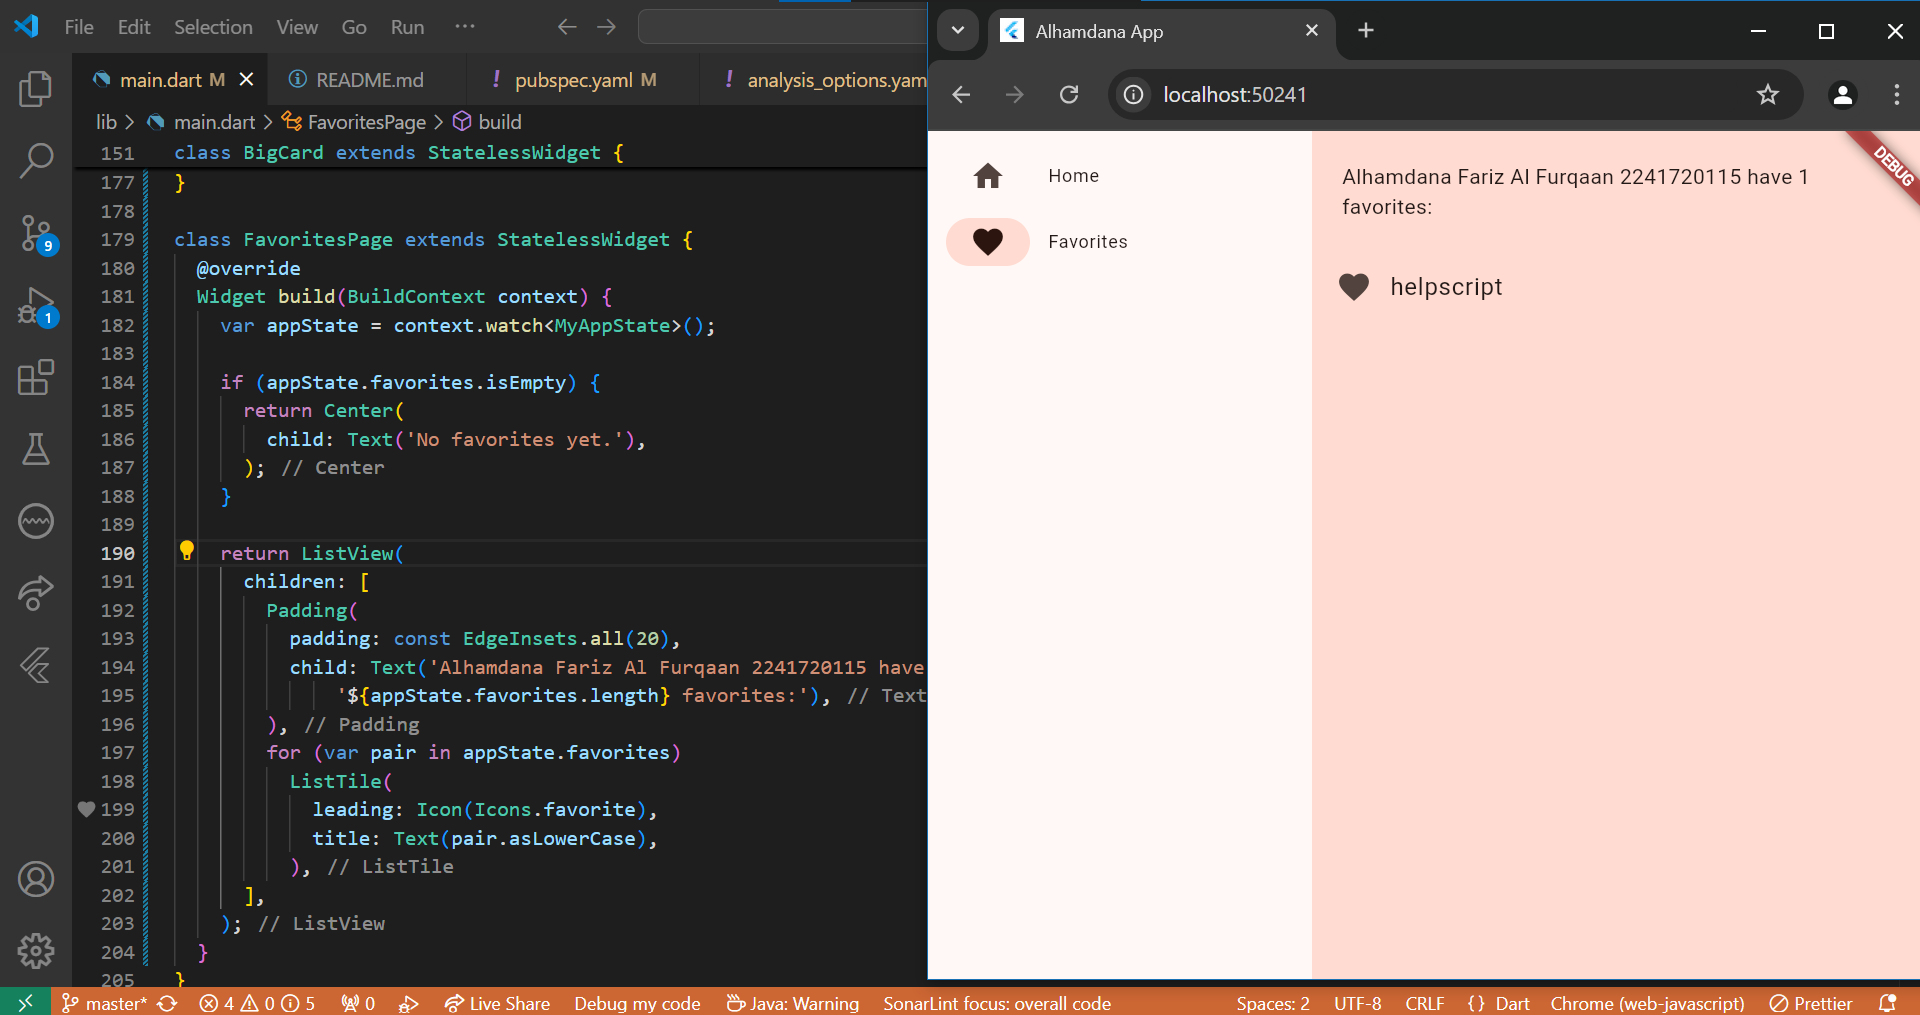 File Edit Selection View Go Run ···
main.dart M
README.md
! pubspec.yaml M
! analysis_options.yam
lib > main.dart > FavoritesPage > build
151 class BigCard extends StatelessWidget {
177 }
178
179 class FavoritesPage extends StatelessWidget {
180 @override
181 Widget build(BuildContext context) {
182 var appState = context.watch<MyAppState>();
183
184 if (appState.favorites.isEmpty) {
185 return Center(
186 child: Text('No favorites yet.'),
187 ); // Center
188 }
189
190 return ListView(
191 children: [
192 Padding(
193 padding: const EdgeInsets.all(20),
194 child: Text('Alhamdana Fariz Al Furqaan 2241720115 have
195 '${appState.favorites.length} favorites:'), // Text
196 ), // Padding
197 for (var pair in appState.favorites)
198 ListTile(
199 leading: Icon(Icons.favorite),
200 title: Text(pair.asLowerCase),
201 ), // ListTile
202 ],
203 ); // ListView
204 }
205 }
9
1
Alhamdana App
localhost:50241
Home
Favorites
Alhamdana Fariz Al Furqaan 2241720115 have 1
favorites:
helpscript
DEBUG
master* 4 0 5 0 Live Share Debug my code Java: Warning SonarLint focus: overall code Spaces: 2 UTF-8 CRLF {} Dart Chrome (web-javascript) Prettier